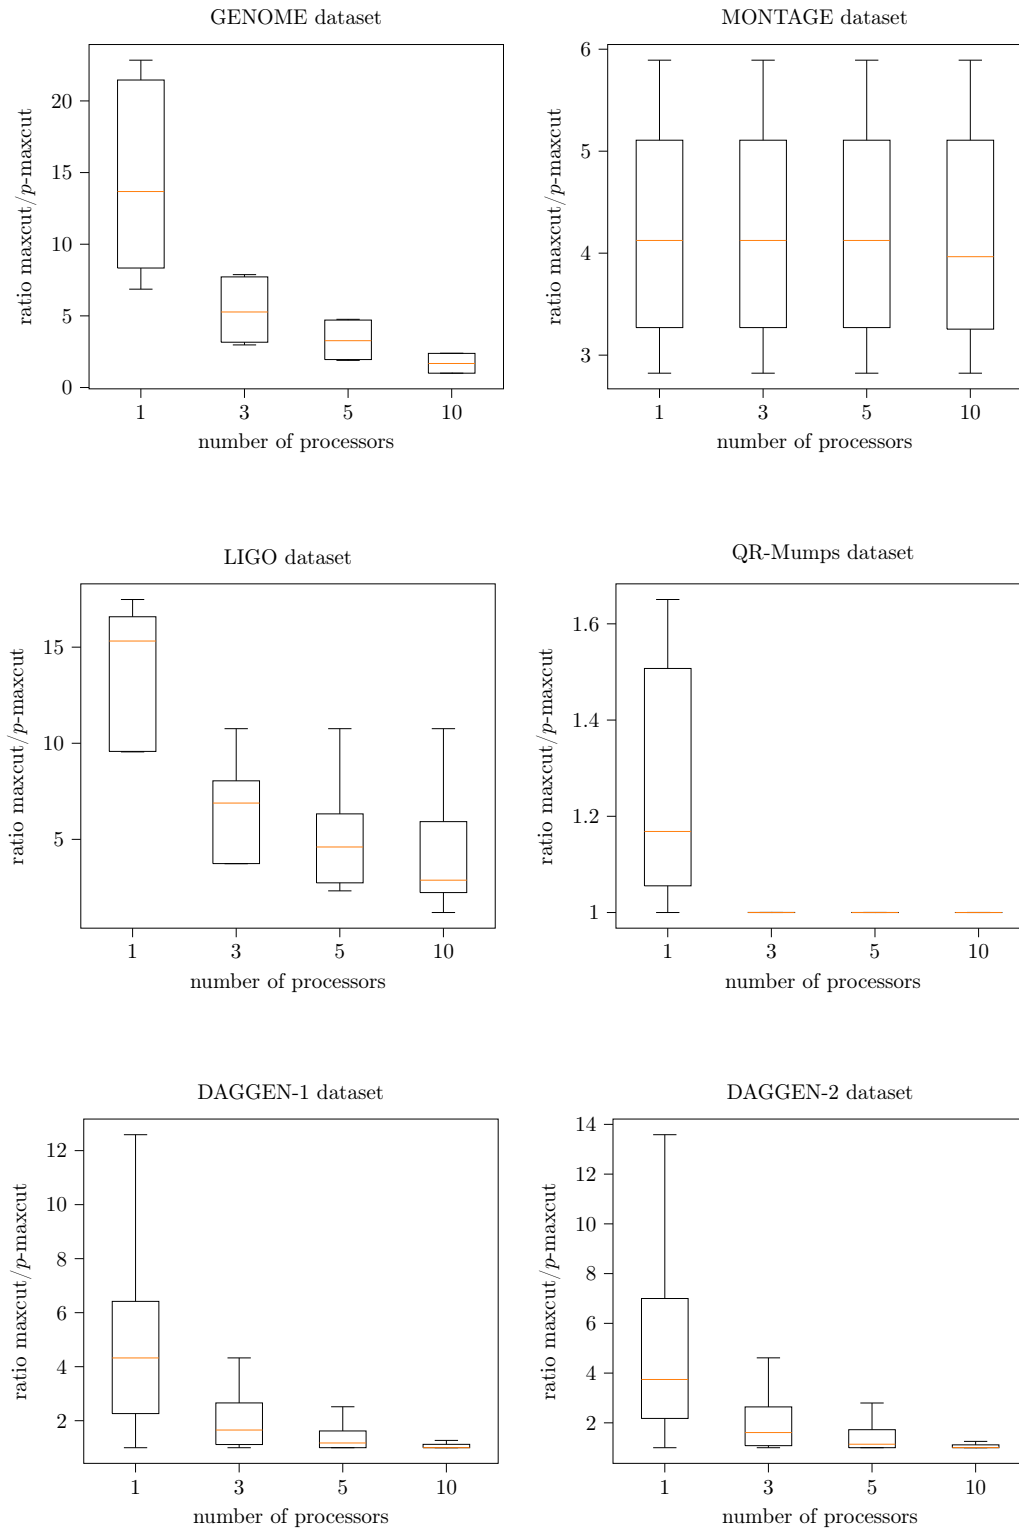 GENOME dataset
ratio maxcut/p-maxcut
20
15
10
5
0
1 3 5 10
number of processors
MONTAGE dataset
ratio maxcut/p-maxcut
6
5
4
3
1 3 5 10
number of processors
LIGO dataset
ratio maxcut/p-maxcut
15
10
5
1 3 5 10
number of processors
QR-Mumps dataset
ratio maxcut/p-maxcut
1.6
1.4
1.2
1
1 3 5 10
number of processors
DAGGEN-1 dataset
ratio maxcut/p-maxcut
12
10
8
6
4
2
1 3 5 10
number of processors
DAGGEN-2 dataset
ratio maxcut/p-maxcut
14
12
10
8
6
4
2
1 3 5 10
number of processors